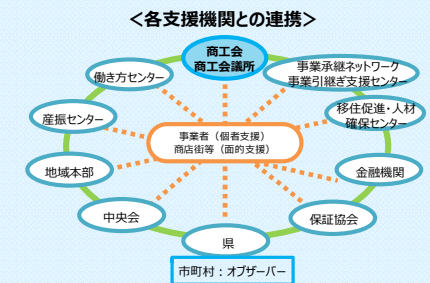 ＜各支援機関との連携＞
商工会
商工会議所
働き方センター
事業承継ネットワーク
事業引継ぎ支援センター
産振センター
移住促進・人材
確保センター
事業者（個者支援）
商店街等（面的支援）
地域本部
金融機関
中央会
保証協会
県
市町村：オブザーバー